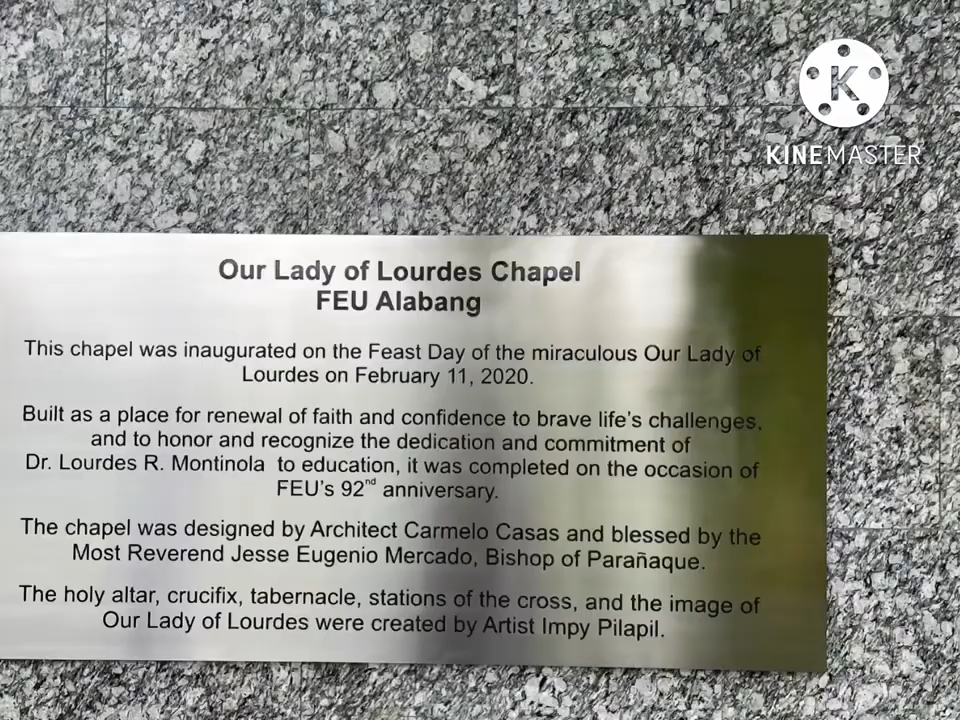 K
KINEMASTER
Our Lady of Lourdes Chapel
FEU Alabang
This chapel was inaugurated on the Feast Day of the miraculous Our Lady of
Lourdes on February 11, 2020.
Built as a place for renewal of faith and confidence to brave life's challenges,
and to honor and recognize the dedication and commitment of
Dr. Lourdes R. Montinola to education, it was completed on the occasion of
FEU's 92nd anniversary.
The chapel was designed by Architect Carmelo Casas and blessed by the
Most Reverend Jesse Eugenio Mercado, Bishop of Parañaque.
The holy altar, crucifix, tabernacle, stations of the cross, and the image of
Our Lady of Lourdes were created by Artist Impy Pilapil.